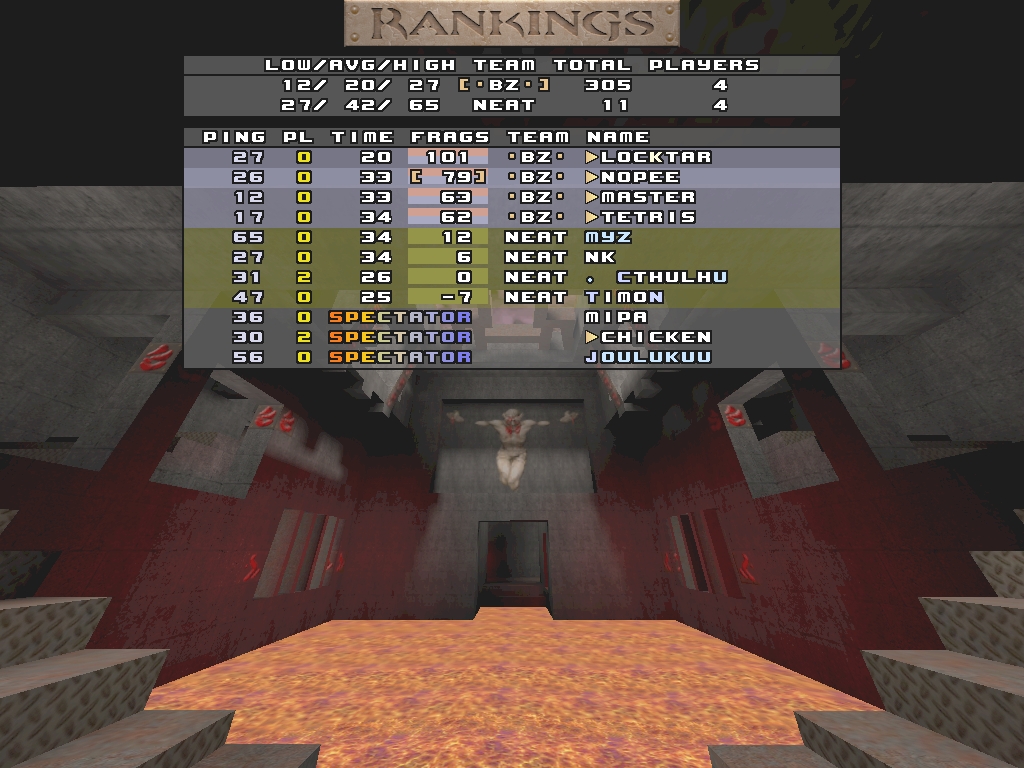 RANKINGS
LOW/AVG/HIGH TEAM TOTAL PLAYERS
12/ 20/ 27 [·BZ·] 305 4
27/ 42/ 65 NEAT 11 4
PING PL TIME FRAGS TEAM NAME
27 0 20 101 ·BZ· ▶LOCKTAR
26 0 33 [ 79] ·BZ· ▶NOPEE
12 0 33 63 ·BZ· ▶MASTER
17 0 34 62 ·BZ· ▶TETRIS
65 0 34 12 NEAT MYZ
27 0 34 6 NEAT NK
31 2 26 0 NEAT . CTHULHU
47 0 25 -7 NEAT TIMON
36 0 SPECTATOR MIPA
30 2 SPECTATOR ▶CHICKEN
56 0 SPECTATOR JOULUKUU